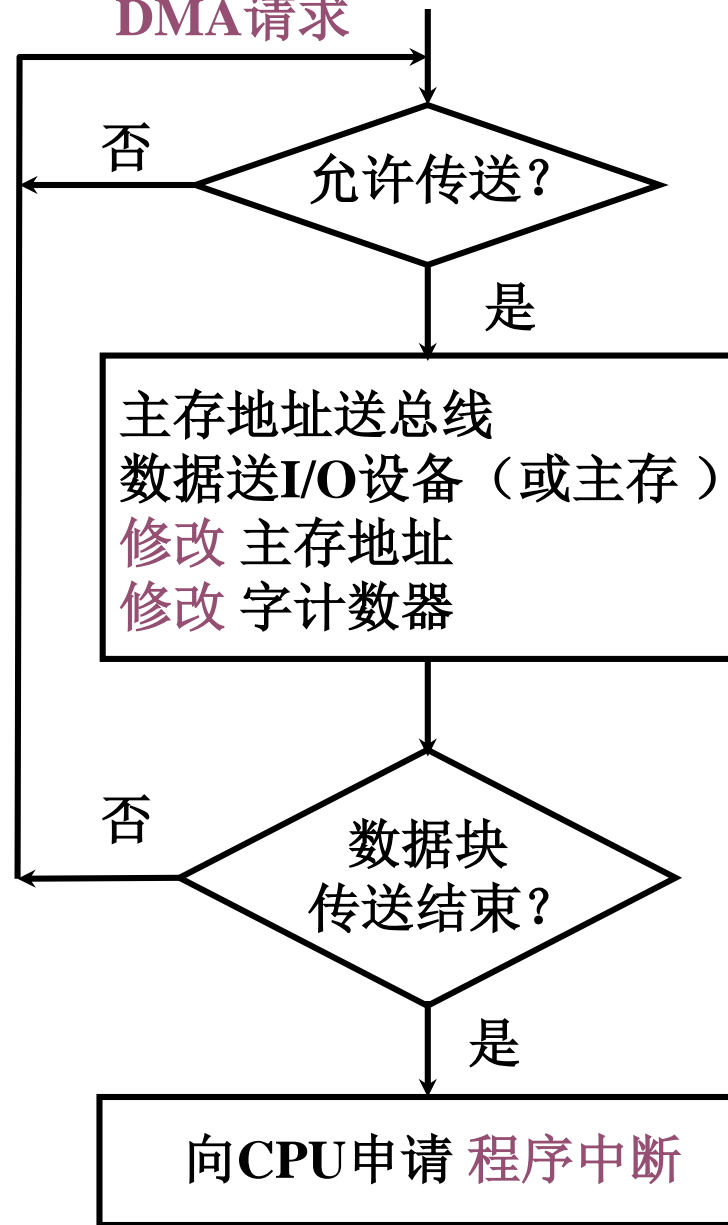 DMA请求
否
允许传送？
是
主存地址送总线
数据送I/O设备（或主存 ）
修改 主存地址
修改 字计数器
否
数据块
传送结束？
是
向CPU申请 程序中断